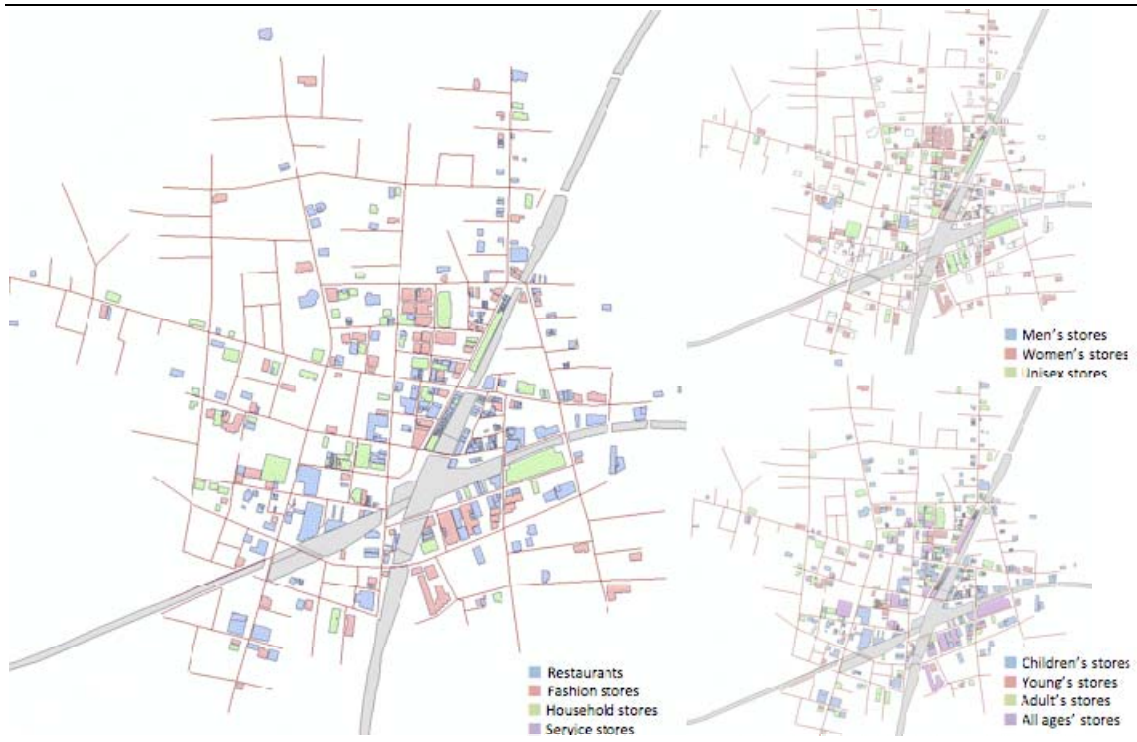 Restaurants
Fashion stores
Household stores
Service stores
Men's stores
Women's stores
Unisex stores
Children's stores
Young's stores
Adult's stores
All ages' stores